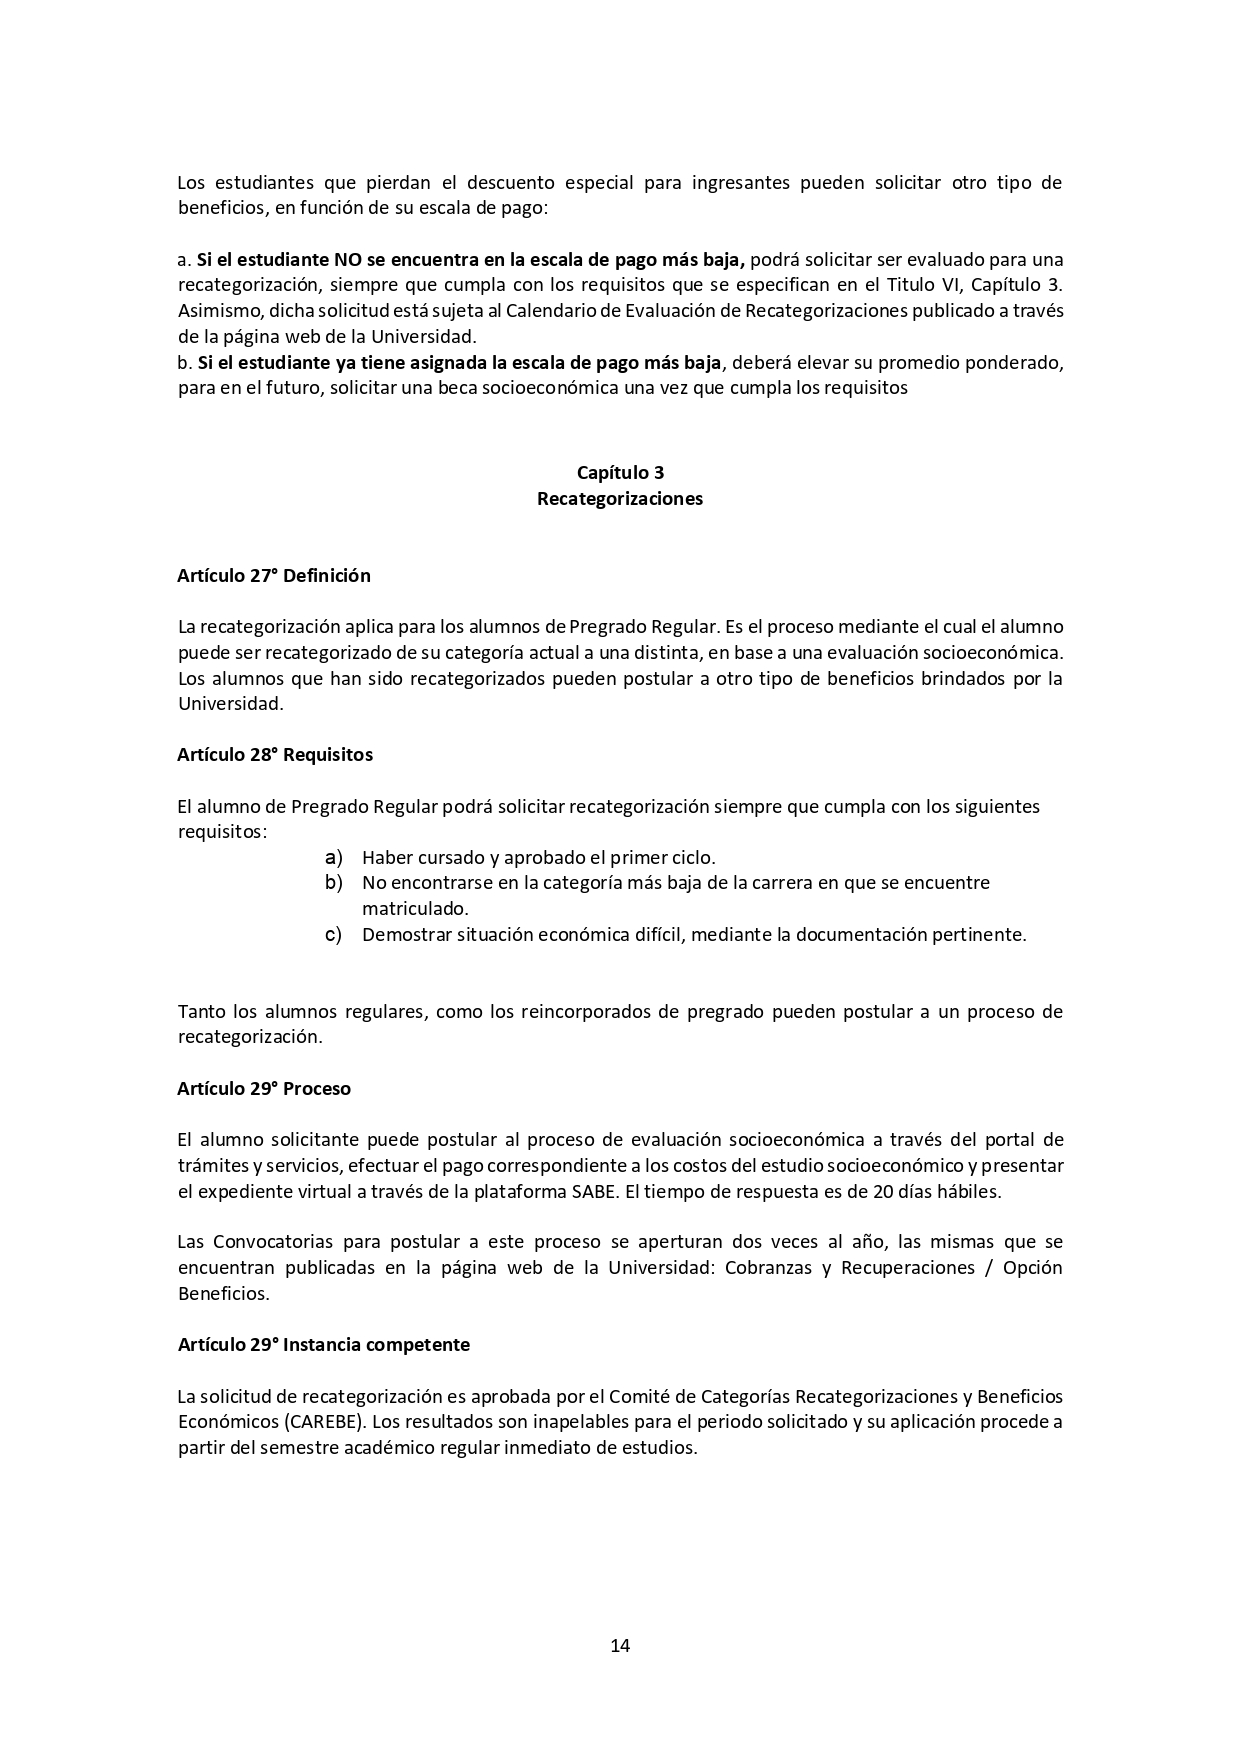 Los estudiantes que pierdan el descuento especial para ingresantes pueden solicitar otro tipo de
beneficios, en función de su escala de pago:
a. Si el estudiante NO se encuentra en la escala de pago más baja, podrá solicitar ser evaluado para una
recategorización, siempre que cumpla con los requisitos que se especifican en el Titulo VI, Capítulo 3.
Asimismo, dicha solicitud está sujeta al Calendario de Evaluación de Recategorizaciones publicado a través
de la página web de la Universidad.
b. Si el estudiante ya tiene asignada la escala de pago más baja, deberá elevar su promedio ponderado,
para en el futuro, solicitar una beca socioeconómica una vez que cumpla los requisitos
Capítulo 3
Recategorizaciones
Artículo 27° Definición
La recategorización aplica para los alumnos de Pregrado Regular. Es el proceso mediante el cual el alumno
puede ser recategorizado de su categoría actual a una distinta, en base a una evaluación socioeconómica.
Los alumnos que han sido recategorizados pueden postular a otro tipo de beneficios brindados por la
Universidad.
Artículo 28° Requisitos
El alumno de Pregrado Regular podrá solicitar recategorización siempre que cumpla con los siguientes
requisitos:
a) Haber cursado y aprobado el primer ciclo.
b) No encontrarse en la categoría más baja de la carrera en que se encuentre
matriculado.
c) Demostrar situación económica difícil, mediante la documentación pertinente.
Tanto los alumnos regulares, como los reincorporados de pregrado pueden postular a un proceso de
recategorización.
Artículo 29° Proceso
El alumno solicitante puede postular al proceso de evaluación socioeconómica a través del portal de
trámites y servicios, efectuar el pago correspondiente a los costos del estudio socioeconómico y presentar
el expediente virtual a través de la plataforma SABE. El tiempo de respuesta es de 20 días hábiles.
Las Convocatorias para postular a este proceso se aperturan dos veces al año, las mismas que se
encuentran publicadas en la página web de la Universidad: Cobranzas y Recuperaciones / Opción
Beneficios.
Artículo 29° Instancia competente
La solicitud de recategorización es aprobada por el Comité de Categorías Recategorizaciones y Beneficios
Económicos (CAREBE). Los resultados son inapelables para el periodo solicitado y su aplicación procede a
partir del semestre académico regular inmediato de estudios.
14